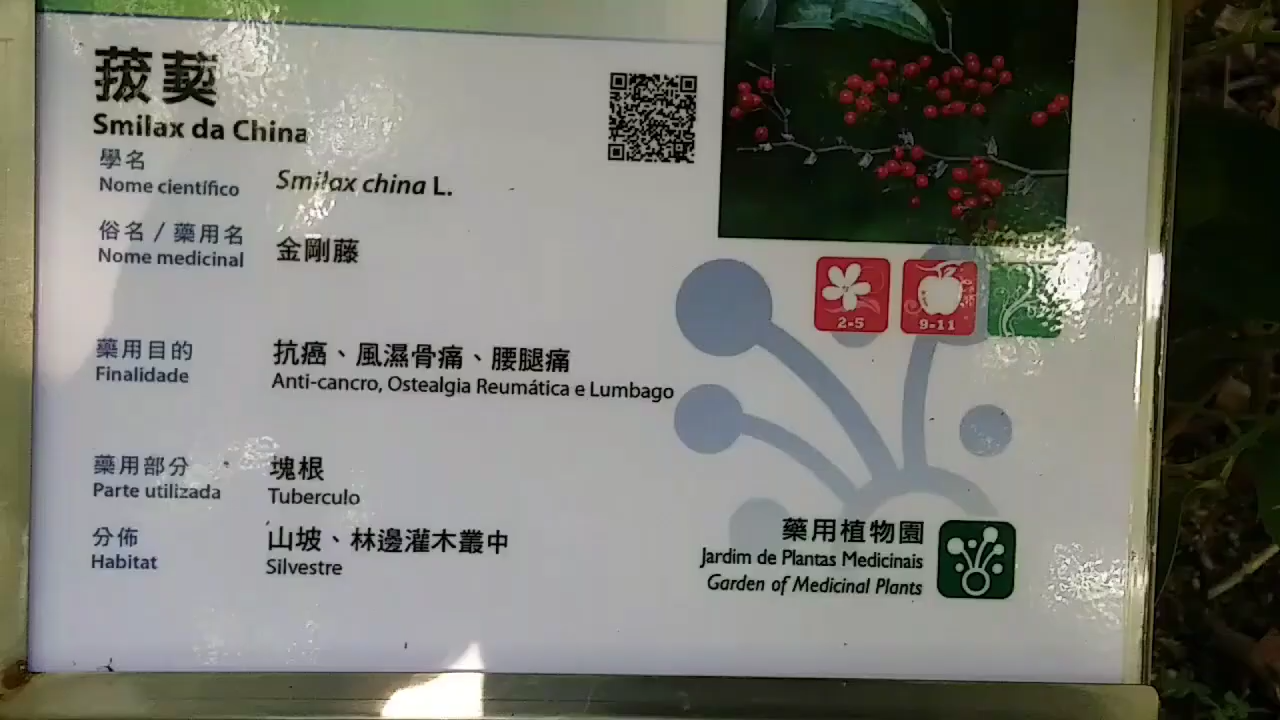 菝葜
Smilax da China
學名
Nome científico
Smilax china L.
俗名 / 藥用名
Nome medicinal
金剛藤
藥用目的
Finalidade
抗癌、風濕骨痛、腰腿痛
Anti-cancro, Ostealgia Reumática e Lumbago
藥用部分
Parte utilizada
塊根
Tuberculo
分佈
Habitat
山坡、林邊灌木叢中
Silvestre
2-5
9-11
藥用植物園
Jardim de Plantas Medicinais
Garden of Medicinal Plants